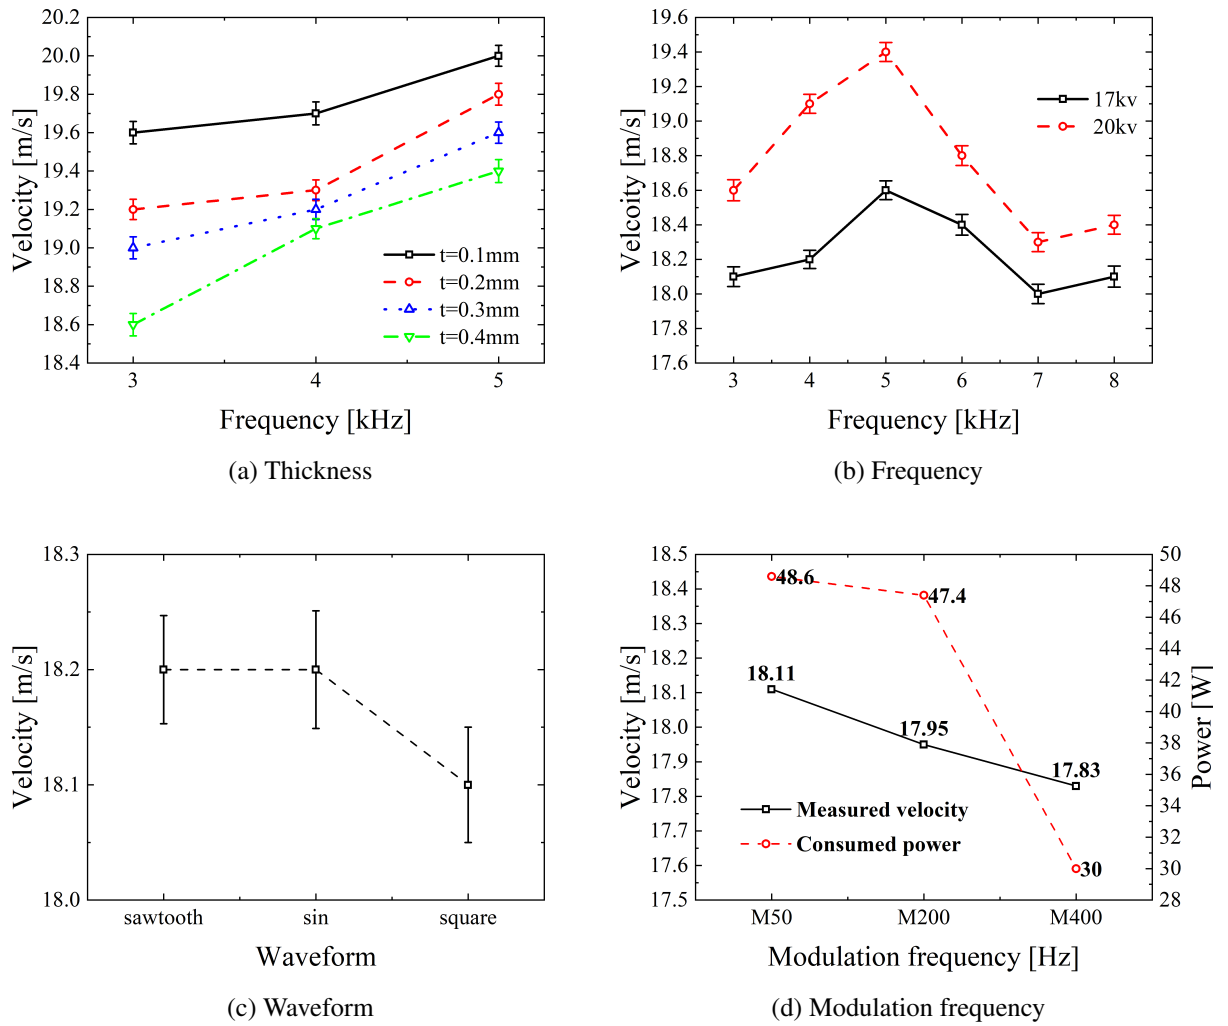 20.2
20.0
19.8
19.6
19.4
19.2
19.0
18.8
18.6
18.4
Velocity [m/s]
t=0.1mm
t=0.2mm
t=0.3mm
t=0.4mm
3 4 5
Frequency [kHz]
(a) Thickness
19.6
19.4
19.2
19.0
18.8
18.6
18.4
18.2
18.0
17.8
17.6
Velcoity [m/s]
17kv
20kv
3 4 5 6 7 8
Frequency [kHz]
(b) Frequency
18.3
18.2
18.1
18.0
Velocity [m/s]
sawtooth sin square
Waveform
(c) Waveform
18.5
18.4
18.3
18.2
18.1
18.0
17.9
17.8
17.7
17.6
17.5
Velocity [m/s]
48.6
47.4
18.11
17.95
17.83
30
Measured velocity
Consumed power
50
48
46
44
42
40
38
36
34
32
30
28
Power [W]
M50 M200 M400
Modulation frequency [Hz]
(d) Modulation frequency